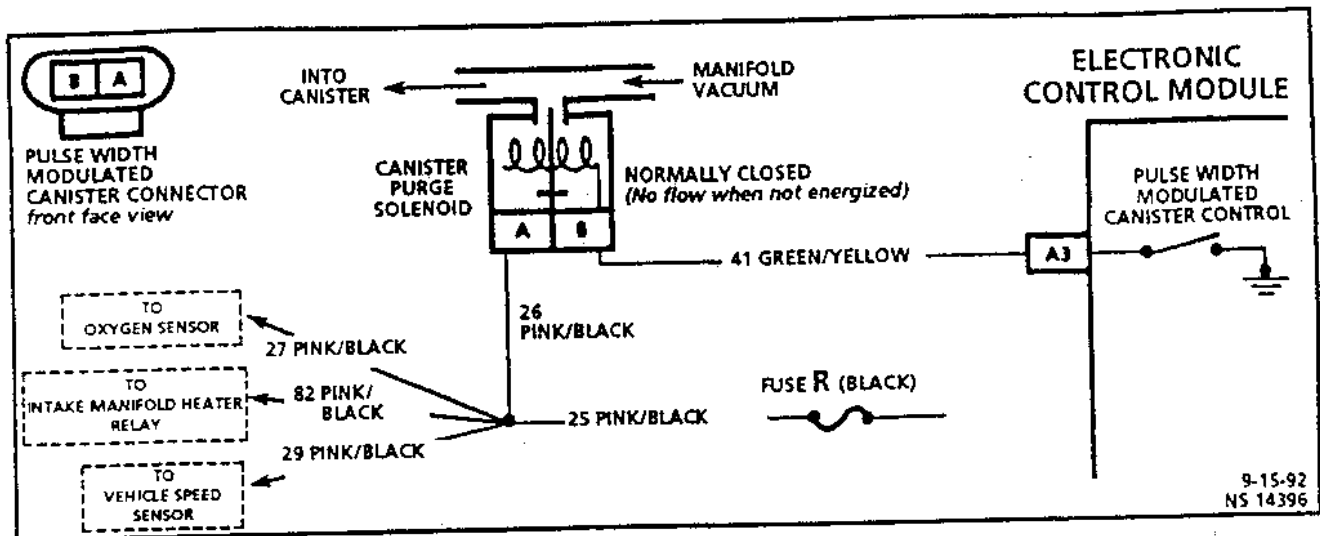 B A
PULSE WIDTH
MODULATED
CANISTER CONNECTOR
front face view
INTO
CANISTER
MANIFOLD
VACUUM
CANISTER
PURGE
SOLENOID
NORMALLY CLOSED
(No flow when not energized)
A B
ELECTRONIC
CONTROL MODULE
PULSE WIDTH
MODULATED
CANISTER CONTROL
41 GREEN/YELLOW
A3
26
PINK/BLACK
TO
OXYGEN SENSOR
27 PINK/BLACK
TO
INTAKE MANIFOLD HEATER
RELAY
82 PINK/
BLACK
25 PINK/BLACK
FUSE R (BLACK)
29 PINK/BLACK
TO
VEHICLE SPEED
SENSOR
9-15-92
NS 14396